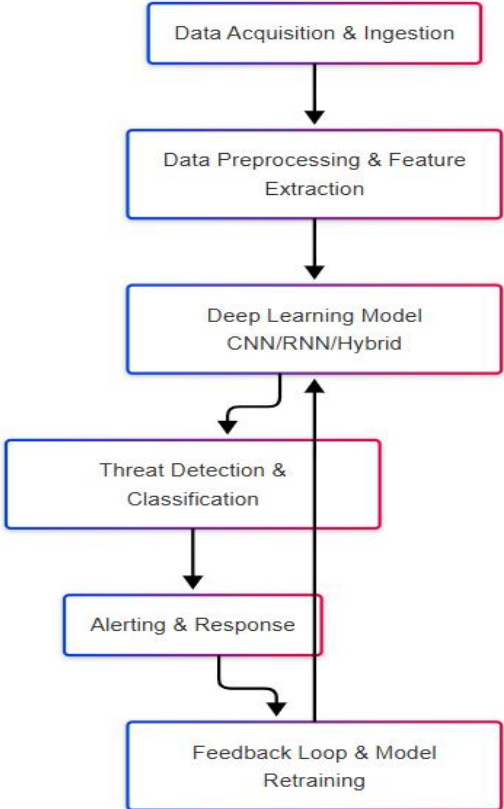 Data Acquisition & Ingestion
Data Preprocessing & Feature
Extraction
Deep Learning Model
CNN/RNN/Hybrid
Threat Detection &
Classification
Alerting & Response
Feedback Loop & Model
Retraining